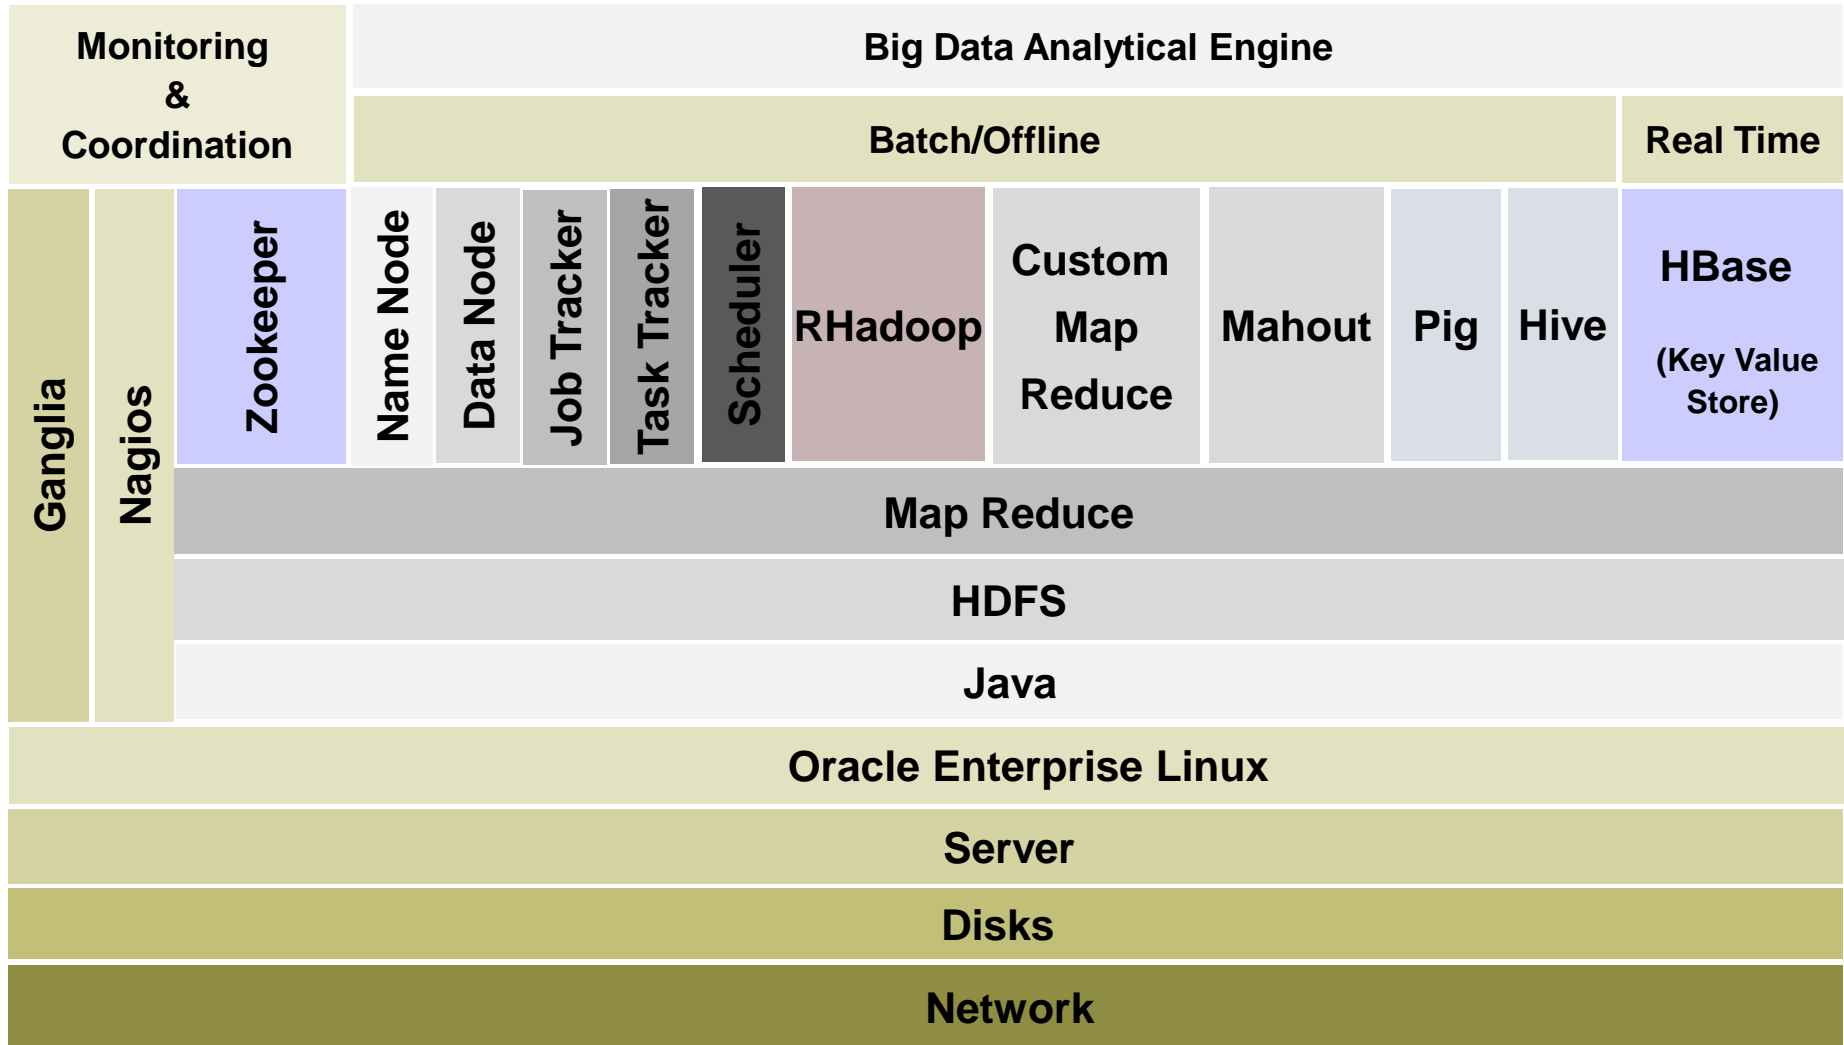 Monitoring
&
Coordination
Big Data Analytical Engine
Batch/Offline
Real Time
Ganglia
Nagios
Zookeeper
Name Node
Data Node
Job Tracker
Task Tracker
Scheduler
RHadoop
Custom
Map
Reduce
Mahout
Pig
Hive
HBase
(Key Value
Store)
Map Reduce
HDFS
Java
Oracle Enterprise Linux
Server
Disks
Network